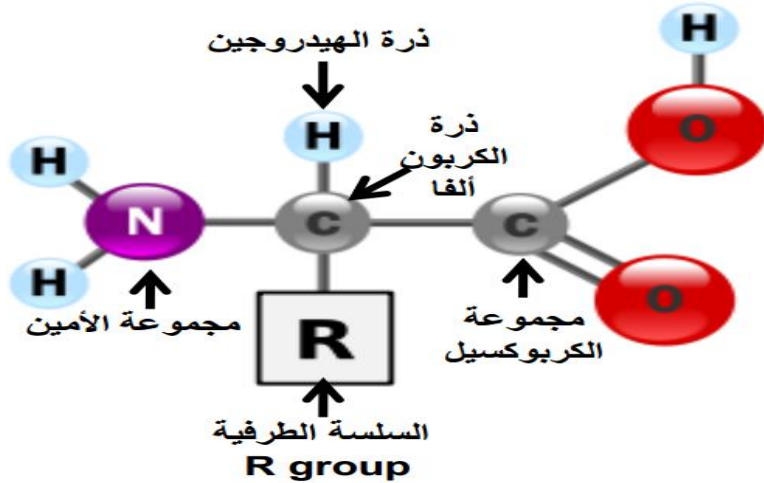 ذرة الهيدروجين
H
H
ذرة
الكربون
ألفا
O
H
N
C
C
H
O
مجموعة الأمين
R
مجموعة
الكربوكسيل
السلسة الطرفية
R group